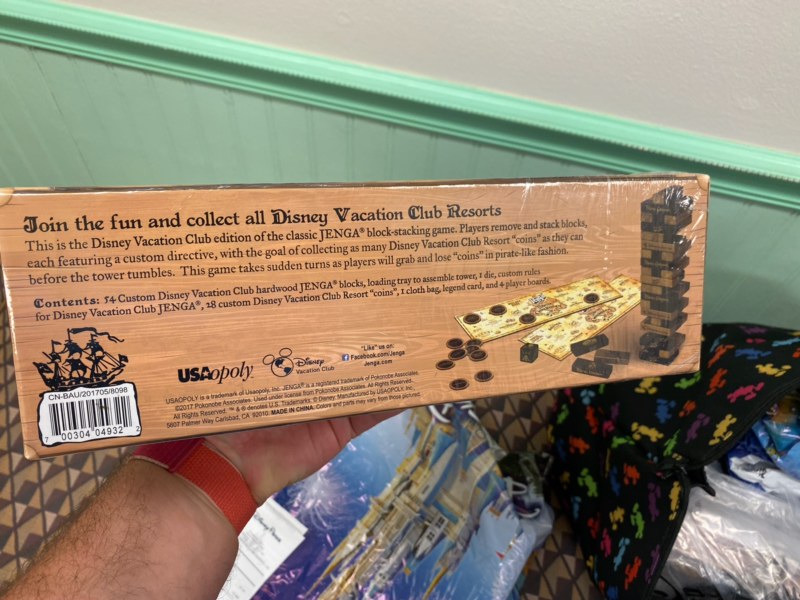 Join the fun and collect all Disney Vacation Club Resorts
This is the Disney Vacation Club edition of the classic JENGA® block-stacking game. Players remove and stack blocks,
each featuring a custom directive, with the goal of collecting as many Disney Vacation Club Resort "coins" as they can
before the tower tumbles. This game takes sudden turns as players will grab and lose "coins" in pirate-like fashion.
Contents: 54 Custom Disney Vacation Club hardwood JENGA® blocks, loading tray to assemble tower, 1 die, custom rules
for Disney Vacation Club JENGA®, 28 custom Disney Vacation Club Resort "coins", 1 cloth bag, legend card, and 4 player boards.
USAopoly
Disney
Vacation Club
"Like" us on:
Facebook.com/Jenga
Jenga.com
USAOPOLY is a trademark of Usaopoly, Inc. JENGA® is a registered trademark of Pokonobe Associates.
©2017 Pokonobe Associates. Used under license from Pokonobe Associates. All Rights Reserved.
All Rights Reserved. ™ & ® denotes U.S. Trademarks. © Disney. Manufactured by USAOPOLY, INC.
5607 Palmer Way Carlsbad, CA 92010. MADE IN CHINA. Colors and parts may vary from those pictured.
CN-BAU/201705/8098
7 00304 04932 2